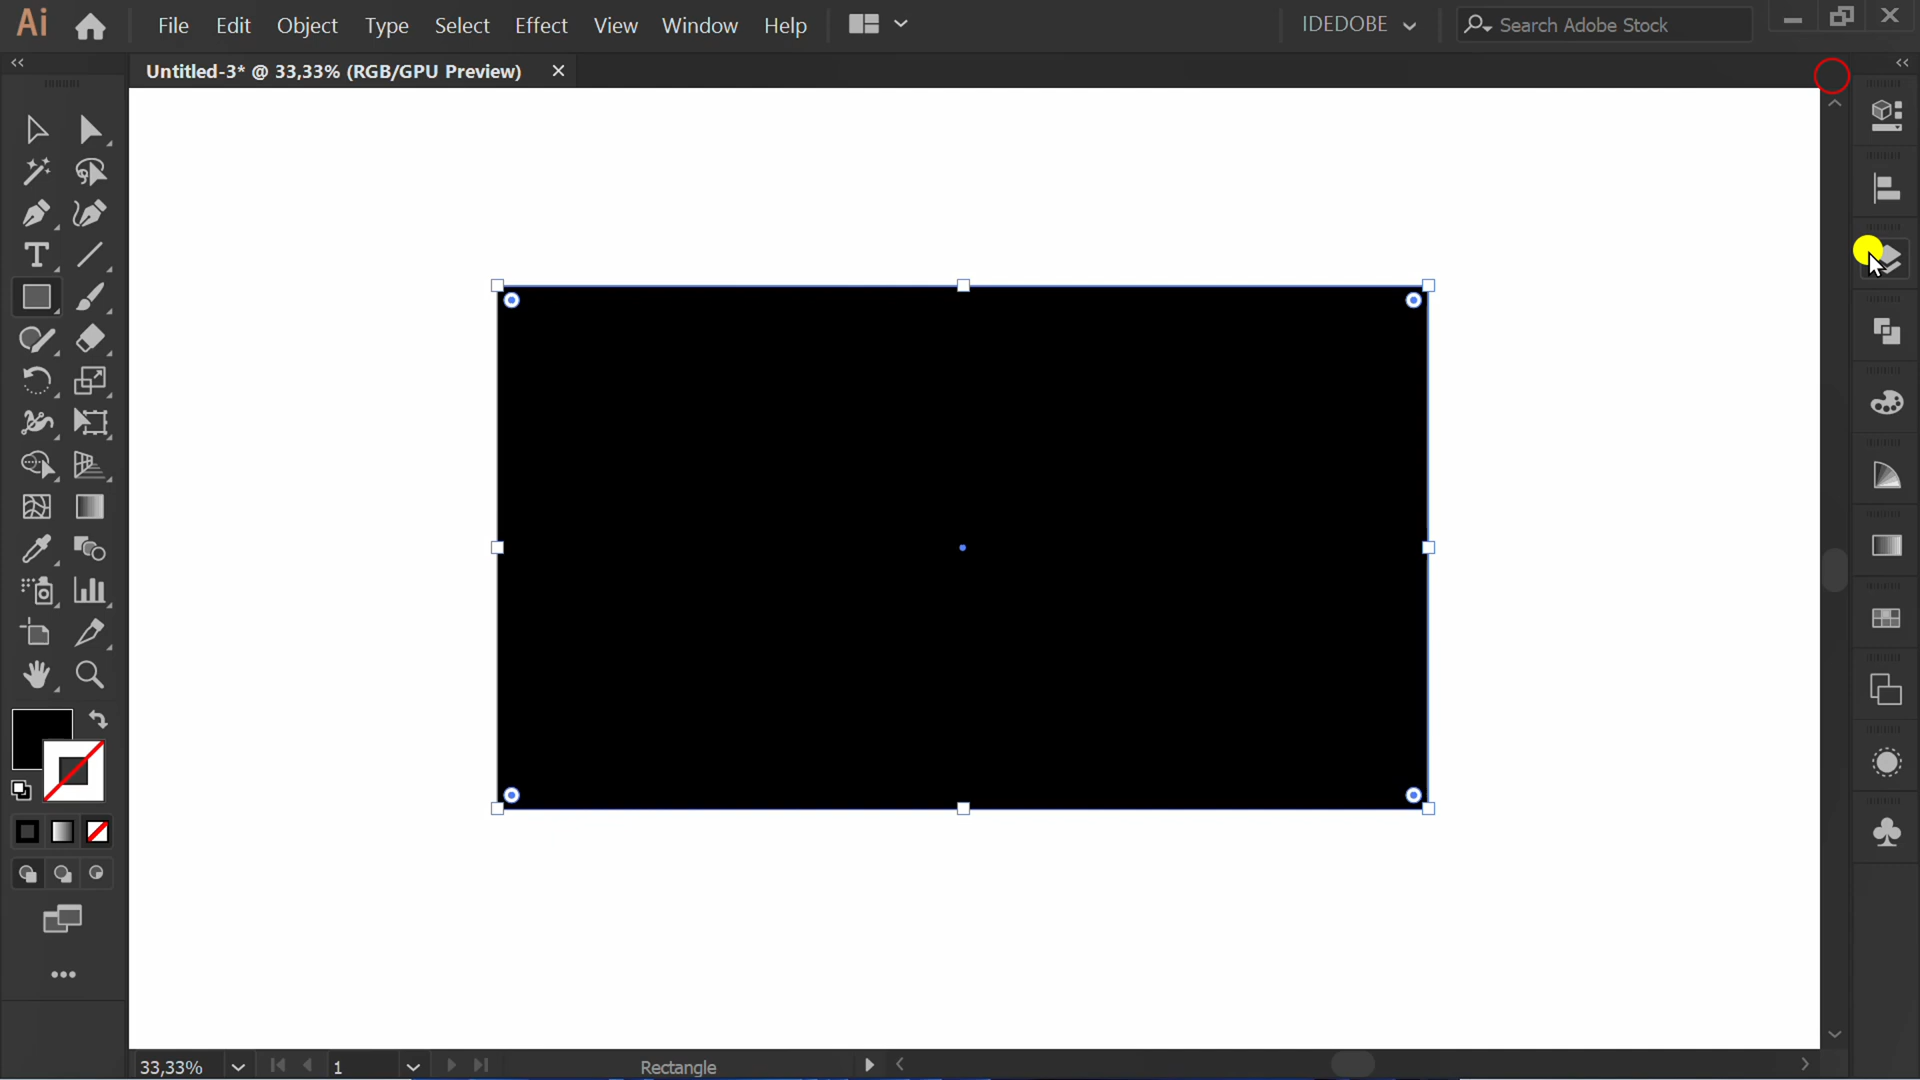 Ai File Edit Object Type Select Effect View Window Help IDEDOBE Search Adobe Stock
Untitled-3* @ 33,33% (RGB/GPU Preview)
33,33% 1 Rectangle